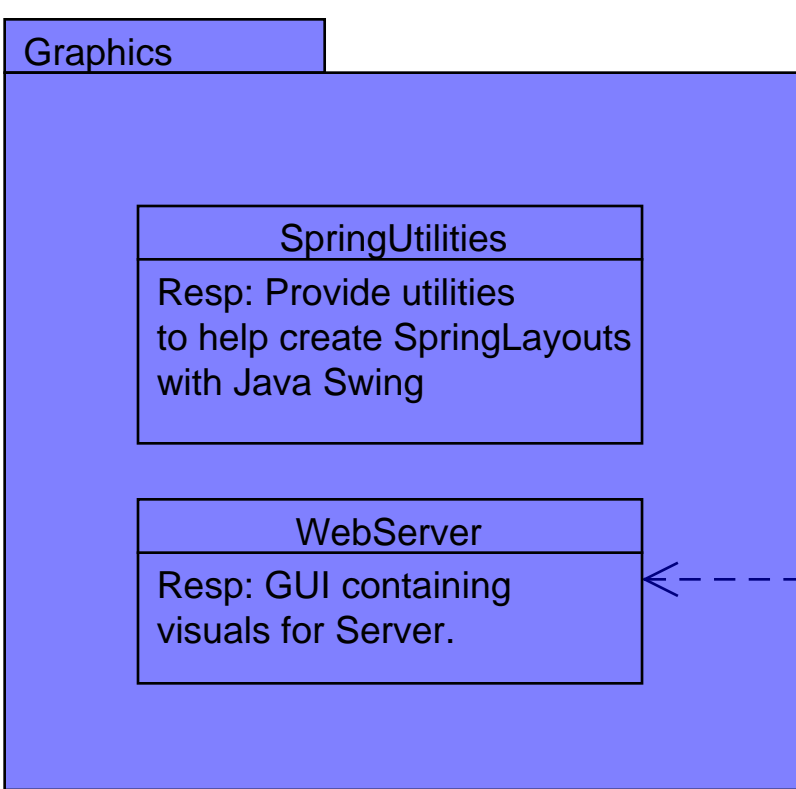 Graphics
SpringUtilities
Resp: Provide utilities
to help create SpringLayouts
with Java Swing
WebServer
Resp: GUI containing
visuals for Server.